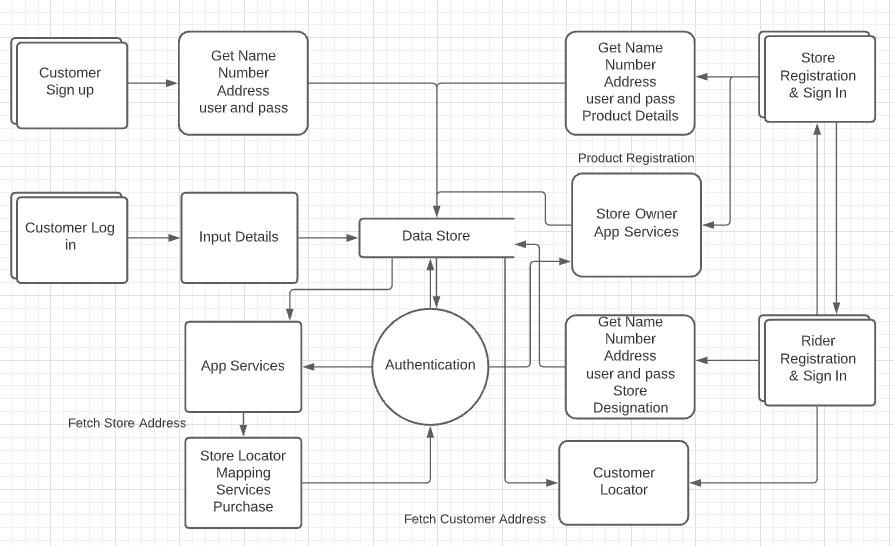 Customer
Sign up
Get Name
Number
Address
user and pass
Get Name
Number
Address
user and pass
Product Details
Store
Registration
& Sign In
Product Registration
Customer Log
in
Input Details
Data Store
Store Owner
App Services
App Services
Authentication
Get Name
Number
Address
user and pass
Store
Designation
Rider
Registration
& Sign In
Fetch Store Address
Store Locator
Mapping
Services
Purchase
Customer
Locator
Fetch Customer Address